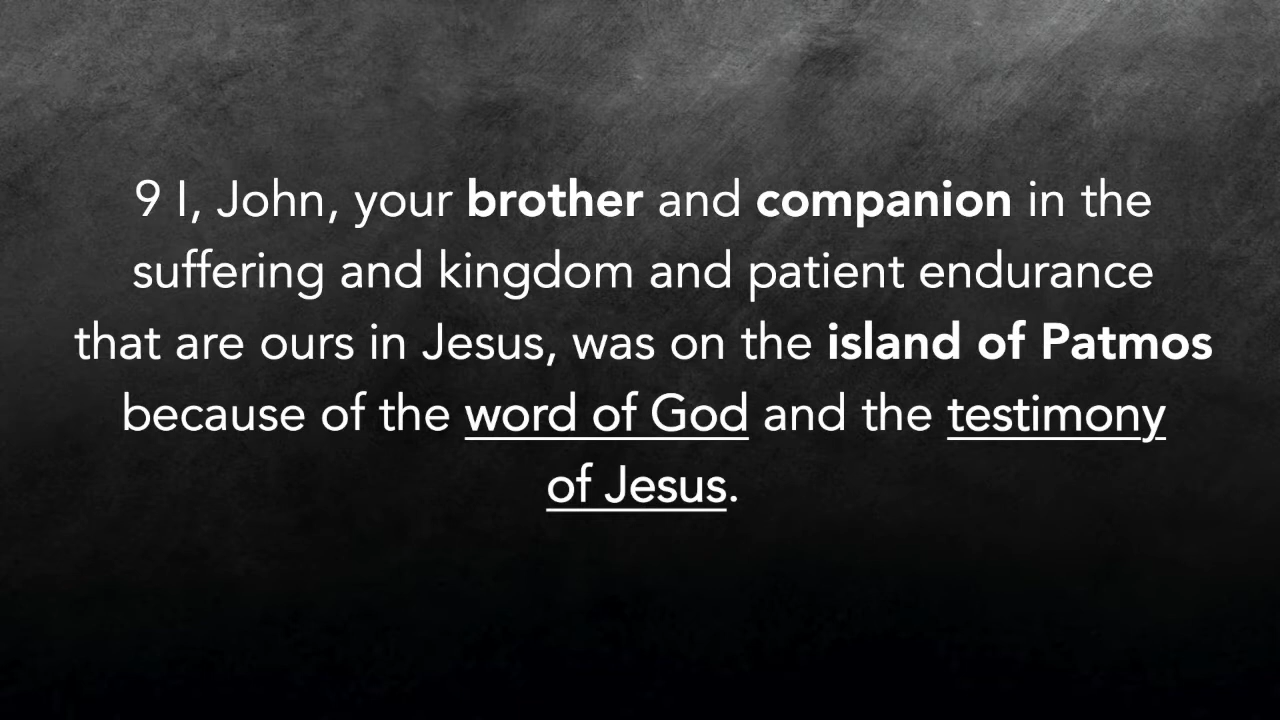 9 I, John, your brother and companion in the
suffering and kingdom and patient endurance
that are ours in Jesus, was on the island of Patmos
because of the word of God and the testimony
of Jesus.